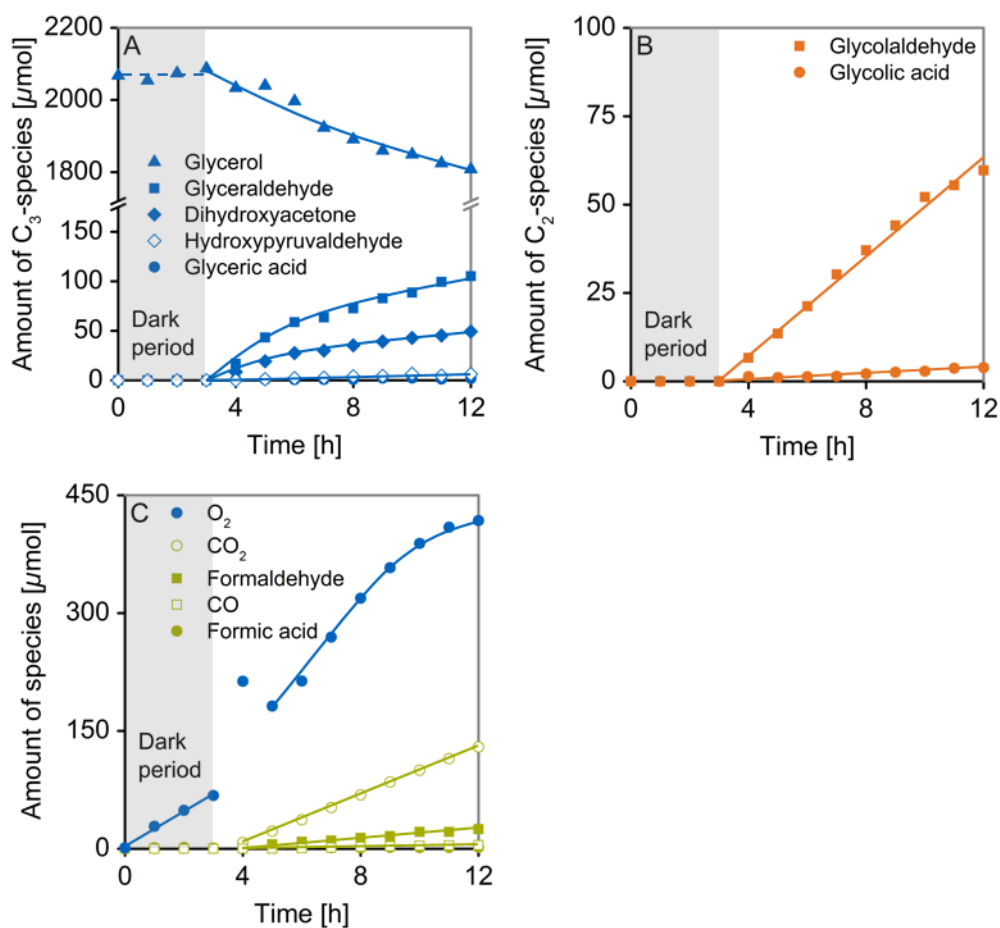 A
Amount of C₃-species [µmol]
2200
2000
1800
150
100
50
0
Glycerol
Glyceraldehyde
Dihydroxyacetone
Hydroxypyruvaldehyde
Glyceric acid
Dark
period
0
4
8
12
Time [h]
B
Amount of C₂-species [µmol]
100
75
50
25
0
Glycolaldehyde
Glycolic acid
Dark
period
0
4
8
12
Time [h]
C
Amount of species [µmol]
450
300
150
0
O₂
CO₂
Formaldehyde
CO
Formic acid
Dark
period
0
4
8
12
Time [h]